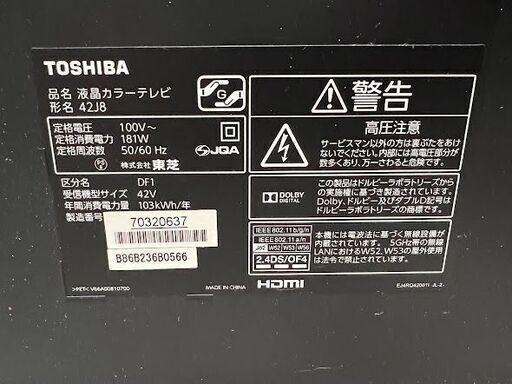 TOSHIBA
品名 液晶カラーテレビ
形名 42J8
定格電圧 100V～
定格消費電力 181W
定格周波数 50/60 Hz
JQA
株式会社 東芝
区分名 DF1
受信機型サイズ 42V
年間消費電力量 103kWh/年
製造番号
70320637
B86B236B0566
>PET< V66A00810700
MADE IN CHINA
警告
高圧注意
サービスマン以外の方は裏ぶたをあけ
ないでください。内部には高電圧部分が
数多くあり、万一さわると危険です。
DOLBY
DIGITAL
この製品はドルビーラボラトリーズから
の実施権に基づき製造されています。
Dolby、ドルビー及びダブルD記号は
ドルビーラボラトリーズの商標です。
IEEE802.11b/g/n
IEEE802.11a/n
W52 W53 W56
2.4DS/OF4
本機には電波法に基づく無線設備が
内蔵されています。 5GHz帯の無線
LANにおけるW52、W53の屋外使用
は法令により禁止されています。
HDMI